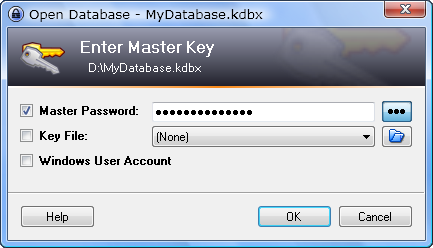 Open Database - MyDatabase.kdbx
Enter Master Key
D:\MyDatabase.kdbx
Master Password: ●●●●●●●●●●●●●● ●●●
Key File: (None)
Windows User Account
Help OK Cancel